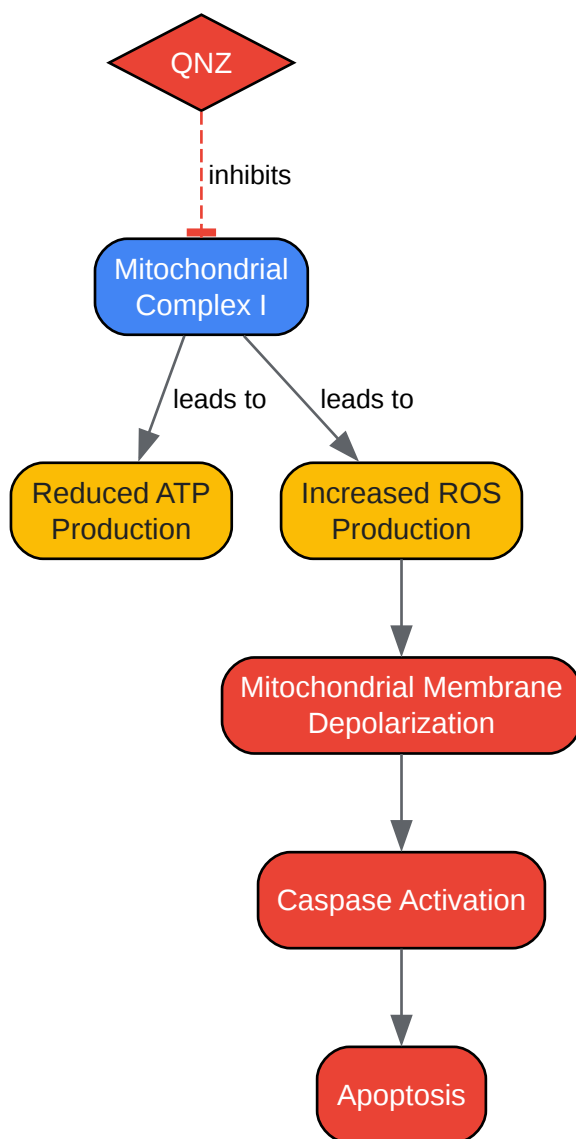 QNZ
inhibits
Mitochondrial
Complex I
leads to
leads to
Reduced ATP
Production
Increased ROS
Production
Mitochondrial Membrane
Depolarization
Caspase Activation
Apoptosis